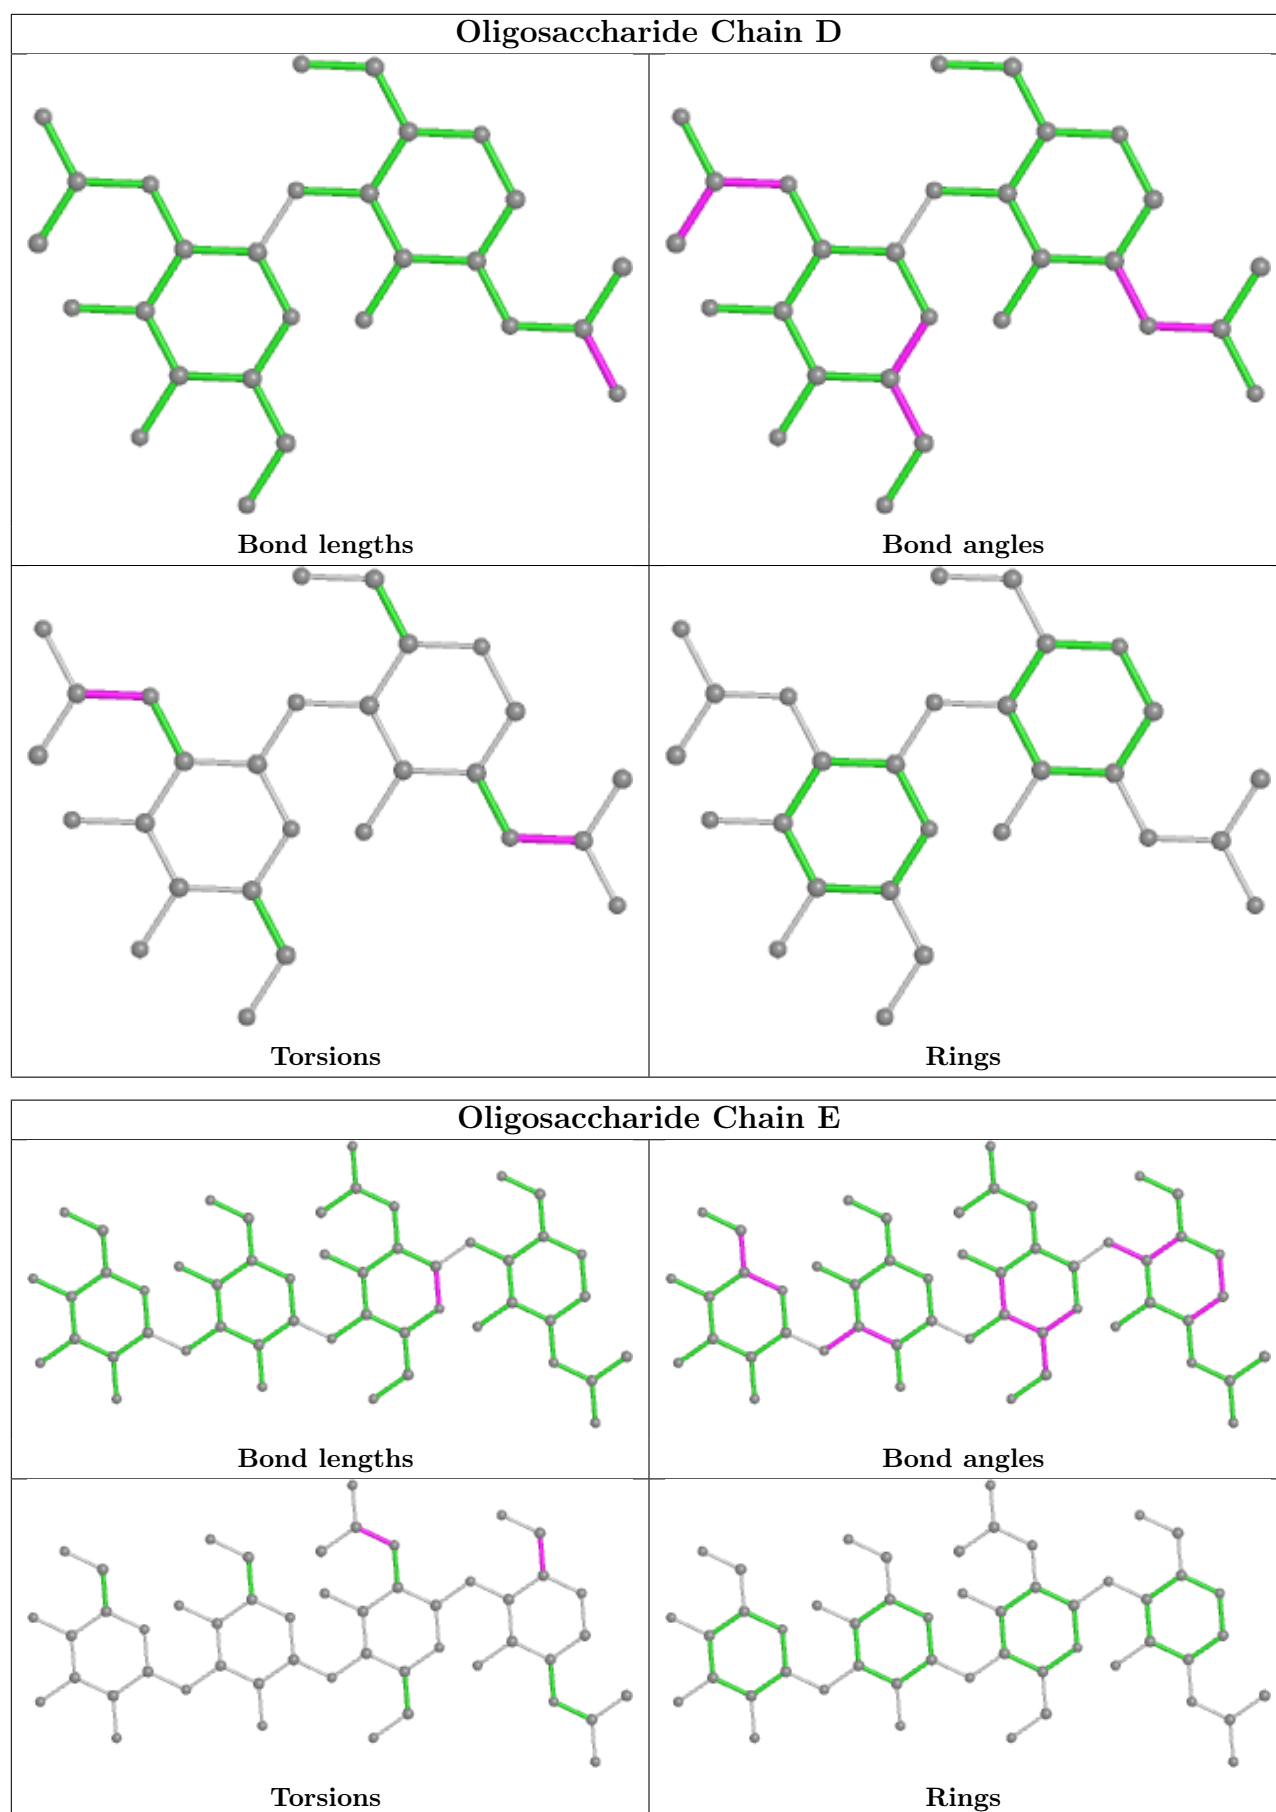 Oligosaccharide Chain D
Bond lengths
Bond angles
Torsions
Rings
Oligosaccharide Chain E
Bond lengths
Bond angles
Torsions
Rings